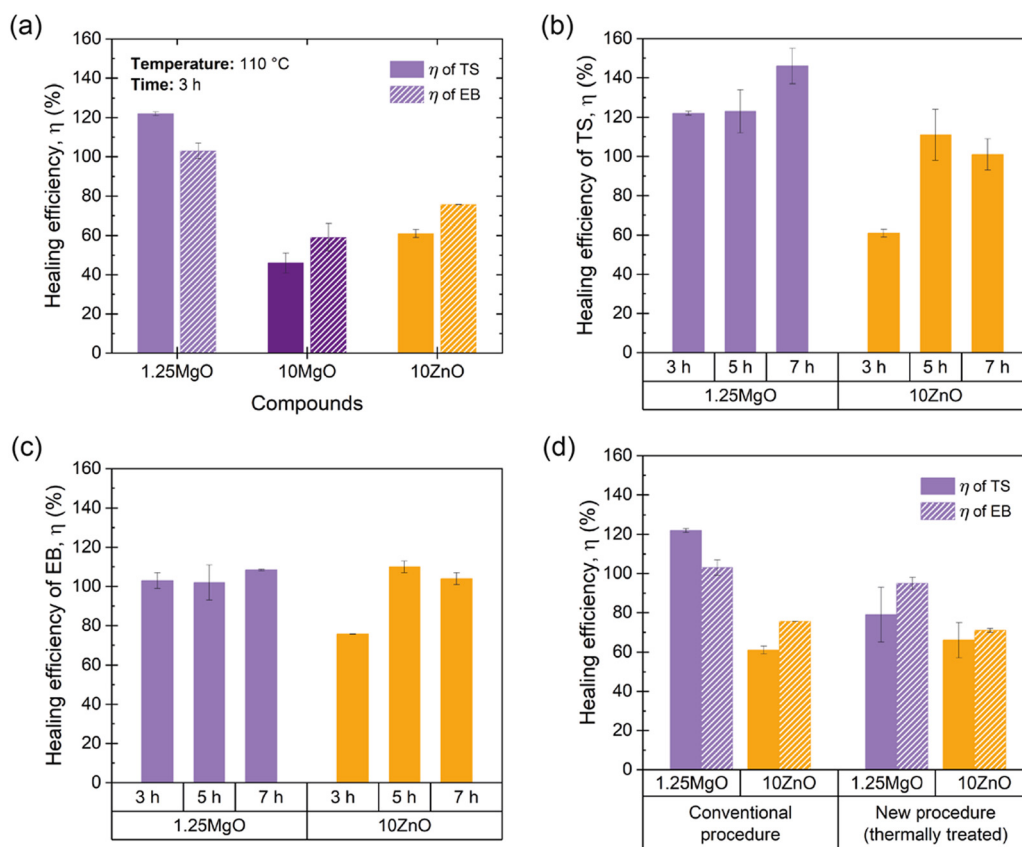 (a)
Healing efficiency, η (%)
160
140
120
100
80
60
40
20
0
Temperature: 110 °C
Time: 3 h
η of TS
η of EB
1.25MgO 10MgO 10ZnO
Compounds
(b)
Healing efficiency of TS, η (%)
160
140
120
100
80
60
40
20
0
3 h 5 h 7 h 3 h 5 h 7 h
1.25MgO 10ZnO
(c)
Healing efficiency of EB, η (%)
160
140
120
100
80
60
40
20
0
3 h 5 h 7 h 3 h 5 h 7 h
1.25MgO 10ZnO
(d)
Healing efficiency, η (%)
160
140
120
100
80
60
40
20
0
η of TS
η of EB
1.25MgO 10ZnO 1.25MgO 10ZnO
Conventional New procedure
procedure (thermally treated)